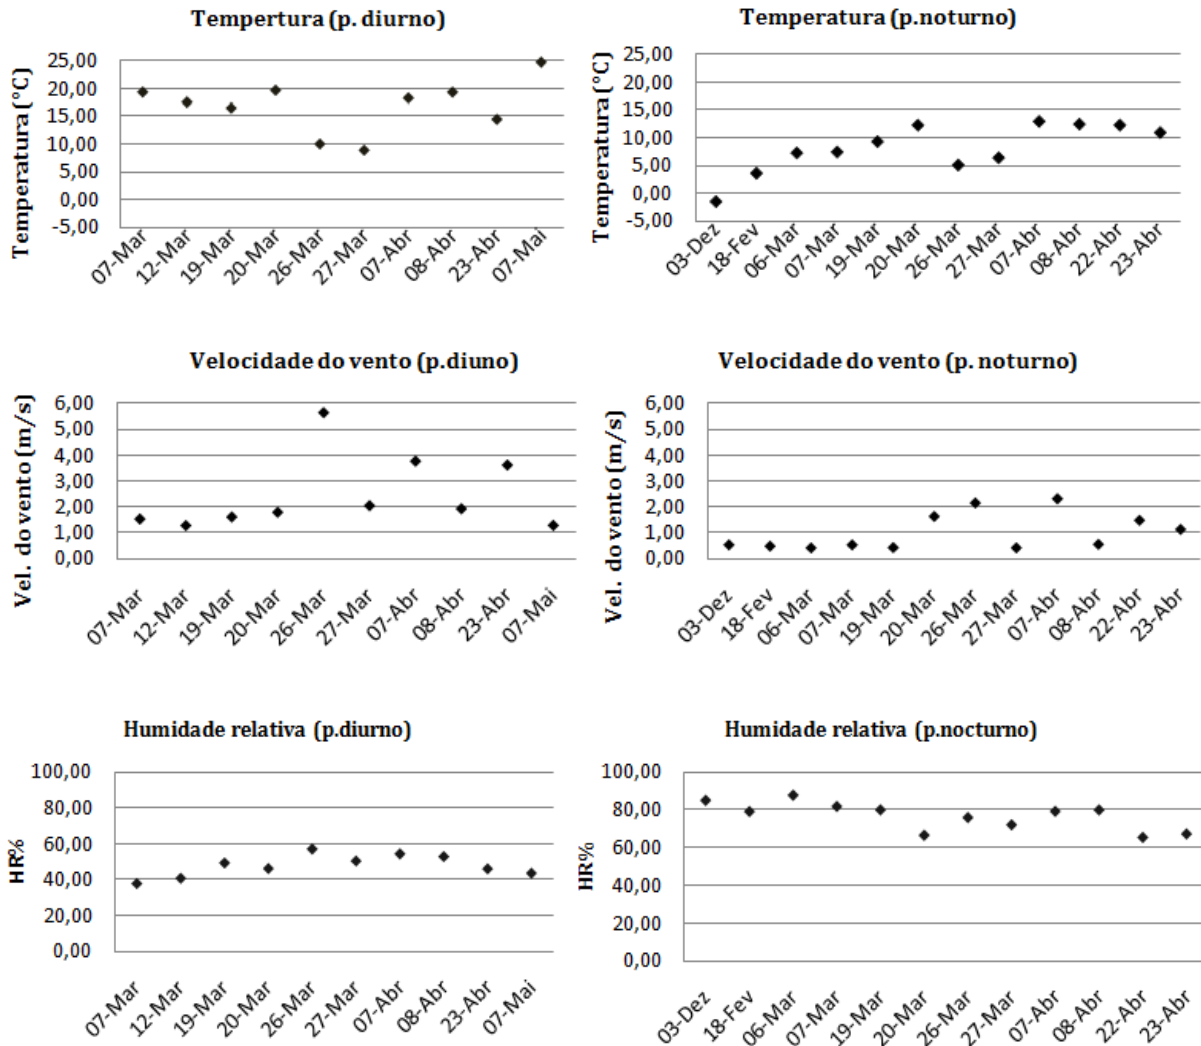 Tempertura (p. diurno)
Temperatura (°C)
25,00
20,00
15,00
10,00
5,00
0,00
-5,00
07-Mar
12-Mar
19-Mar
20-Mar
26-Mar
27-Mar
07-Abr
08-Abr
23-Abr
07-Mai
Temperatura (p.noturno)
Temperatura (°C)
25,00
20,00
15,00
10,00
5,00
0,00
-5,00
03-Dez
18-Fev
06-Mar
07-Mar
19-Mar
20-Mar
26-Mar
27-Mar
07-Abr
08-Abr
22-Abr
23-Abr
Velocidade do vento (p.diuno)
Vel. do vento (m/s)
6,00
5,00
4,00
3,00
2,00
1,00
0,00
07-Mar
12-Mar
19-Mar
20-Mar
26-Mar
27-Mar
07-Abr
08-Abr
23-Abr
07-Mai
Velocidade do vento (p. noturno)
Vel. do vento (m/s)
6,00
5,00
4,00
3,00
2,00
1,00
0,00
03-Dez
18-Fev
06-Mar
07-Mar
19-Mar
20-Mar
26-Mar
27-Mar
07-Abr
08-Abr
22-Abr
23-Abr
Humidade relativa (p.diurno)
HR%
100,00
80,00
60,00
40,00
20,00
0,00
07-Mar
12-Mar
19-Mar
20-Mar
26-Mar
27-Mar
07-Abr
08-Abr
23-Abr
07-Mai
Humidade relativa (p.nocturno)
HR%
100,00
80,00
60,00
40,00
20,00
0,00
03-Dez
18-Fev
06-Mar
07-Mar
19-Mar
20-Mar
26-Mar
27-Mar
07-Abr
08-Abr
22-Abr
23-Abr